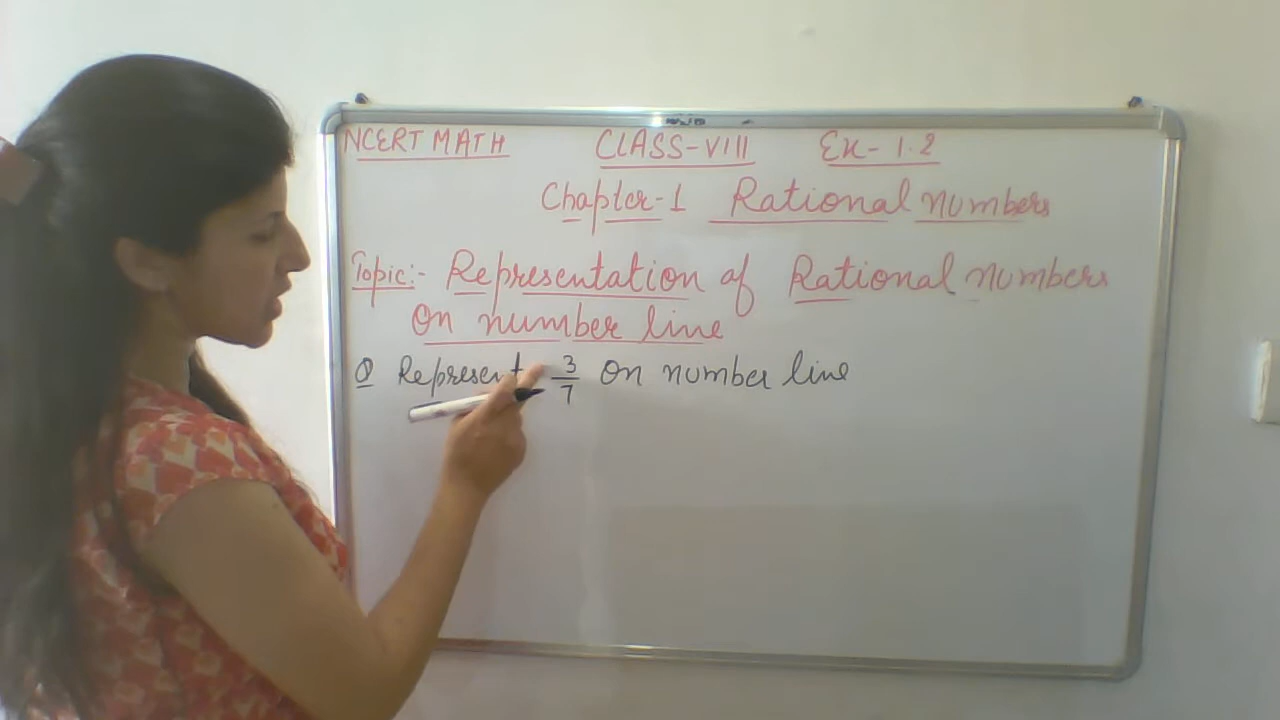 NCERT MATH CLASS-VIII Ex- 1.2
Chapter-1 Rational numbers
Topic:- Representation of Rational numbers
On number line
Q Represent 3/7 on number line